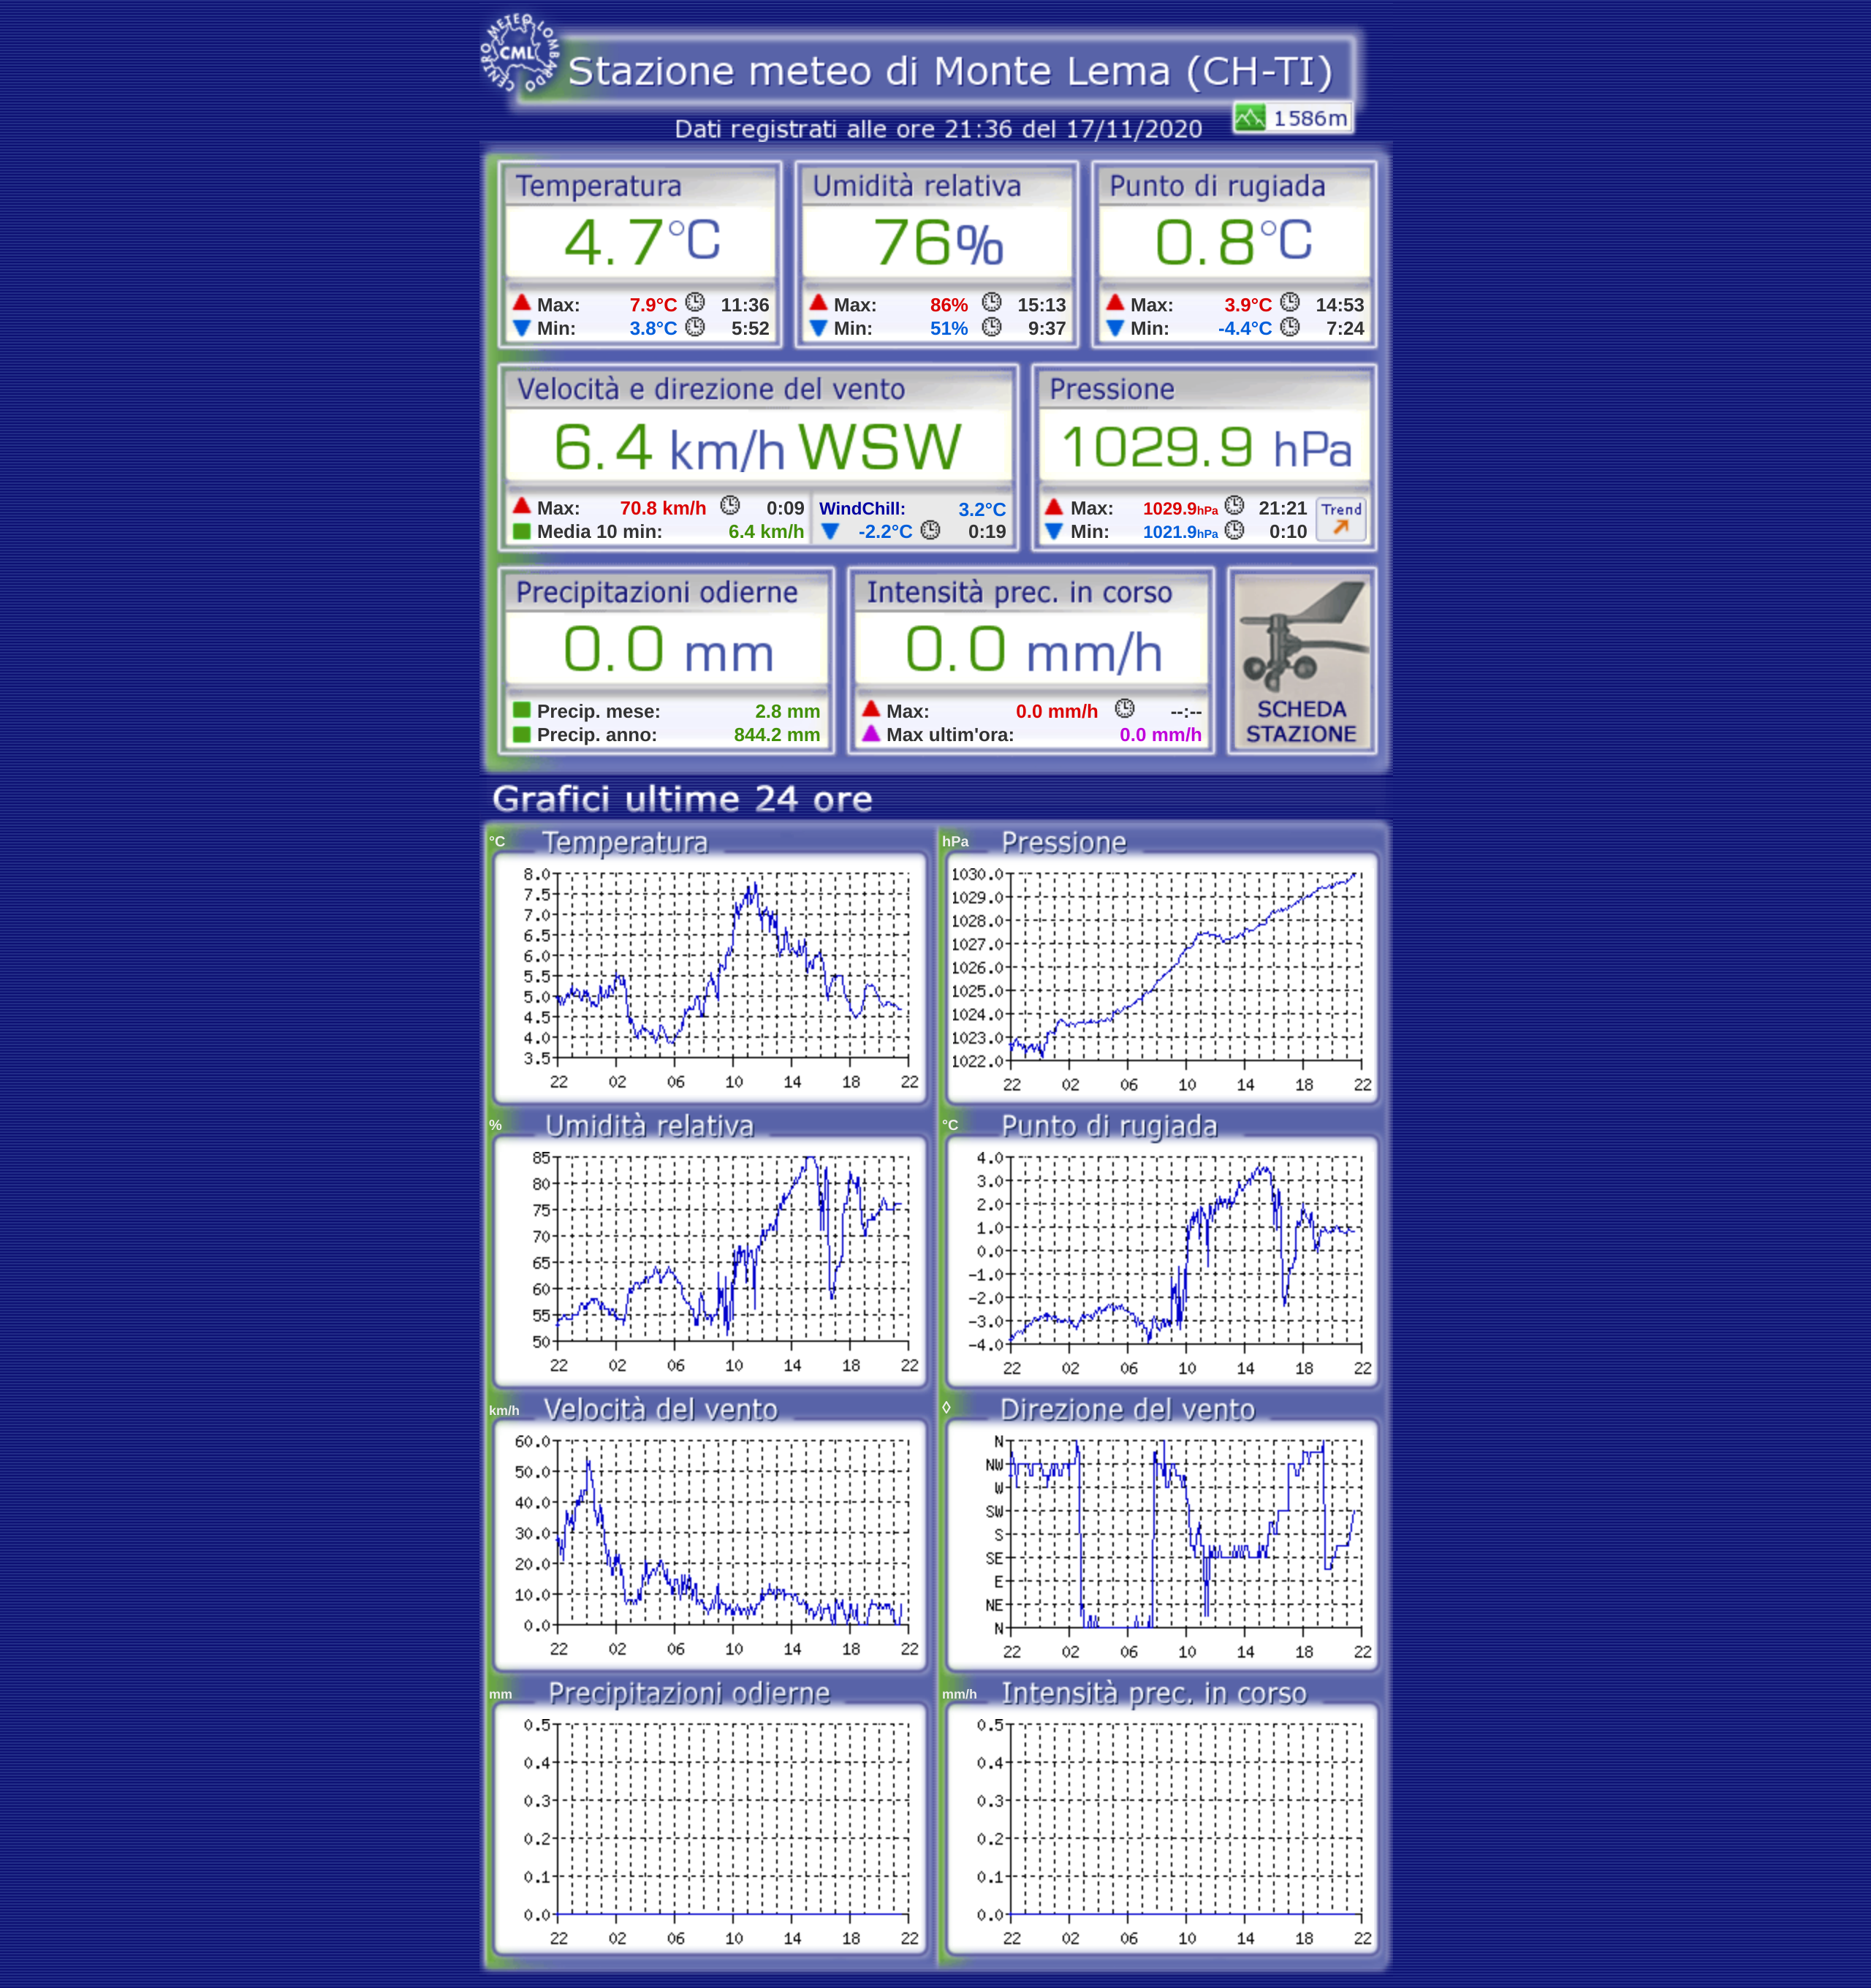 CENTRO METEO LOMBARDO
CML
Stazione meteo di Monte Lema (CH-TI)
1586m
Dati registrati alle ore 21:36 del 17/11/2020
Temperatura Umidità relativa Punto di rugiada
4.7°C 76% 0.8°C
Max: 7.9°C 11:36 Max: 86% 15:13 Max: 3.9°C 14:53
Min: 3.8°C 5:52 Min: 51% 9:37 Min: -4.4°C 7:24
Velocità e direzione del vento Pressione
6.4 km/h WSW 1029.9 hPa
Max: 70.8 km/h 0:09 WindChill: 3.2°C Max: 1029.9hPa 21:21 Trend
Media 10 min: 6.4 km/h -2.2°C 0:19 Min: 1021.9hPa 0:10
Precipitazioni odierne Intensità prec. in corso
0.0 mm 0.0 mm/h
Precip. mese: 2.8 mm Max: 0.0 mm/h --:-- SCHEDA
Precip. anno: 844.2 mm Max ultim'ora: 0.0 mm/h STAZIONE
Grafici ultime 24 ore
°C Temperatura
8.0
7.5
7.0
6.5
6.0
5.5
5.0
4.5
4.0
3.5
22 02 06 10 14 18 22
hPa Pressione
1030.0
1029.0
1028.0
1027.0
1026.0
1025.0
1024.0
1023.0
1022.0
22 02 06 10 14 18 22
% Umidità relativa
85
80
75
70
65
60
55
50
22 02 06 10 14 18 22
°C Punto di rugiada
4.0
3.0
2.0
1.0
0.0
-1.0
-2.0
-3.0
-4.0
22 02 06 10 14 18 22
km/h Velocità del vento
60.0
50.0
40.0
30.0
20.0
10.0
0.0
22 02 06 10 14 18 22
◊ Direzione del vento
N
NW
W
SW
S
SE
E
NE
N
22 02 06 10 14 18 22
mm Precipitazioni odierne
0.5
0.4
0.3
0.2
0.1
0.0
22 02 06 10 14 18 22
mm/h Intensità prec. in corso
0.5
0.4
0.3
0.2
0.1
0.0
22 02 06 10 14 18 22